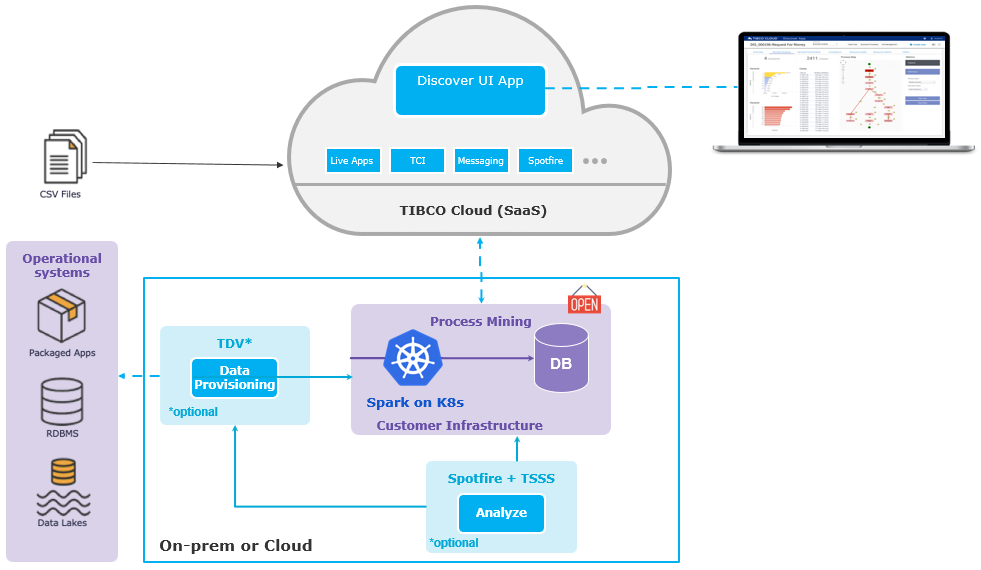 Discover UI App
TIBCO CLOUD
Live Apps
TCI
Messaging
Spotfire
CSV Files
TIBCO Cloud (SaaS)
Operational
systems
Packaged Apps
RDBMS
Data Lakes
OPEN
Process Mining
TDV*
Data
Provisioning
*optional
DB
Spark on K8s
Customer Infrastructure
Spotfire + TSSS
Analyze
*optional
On-prem or Cloud